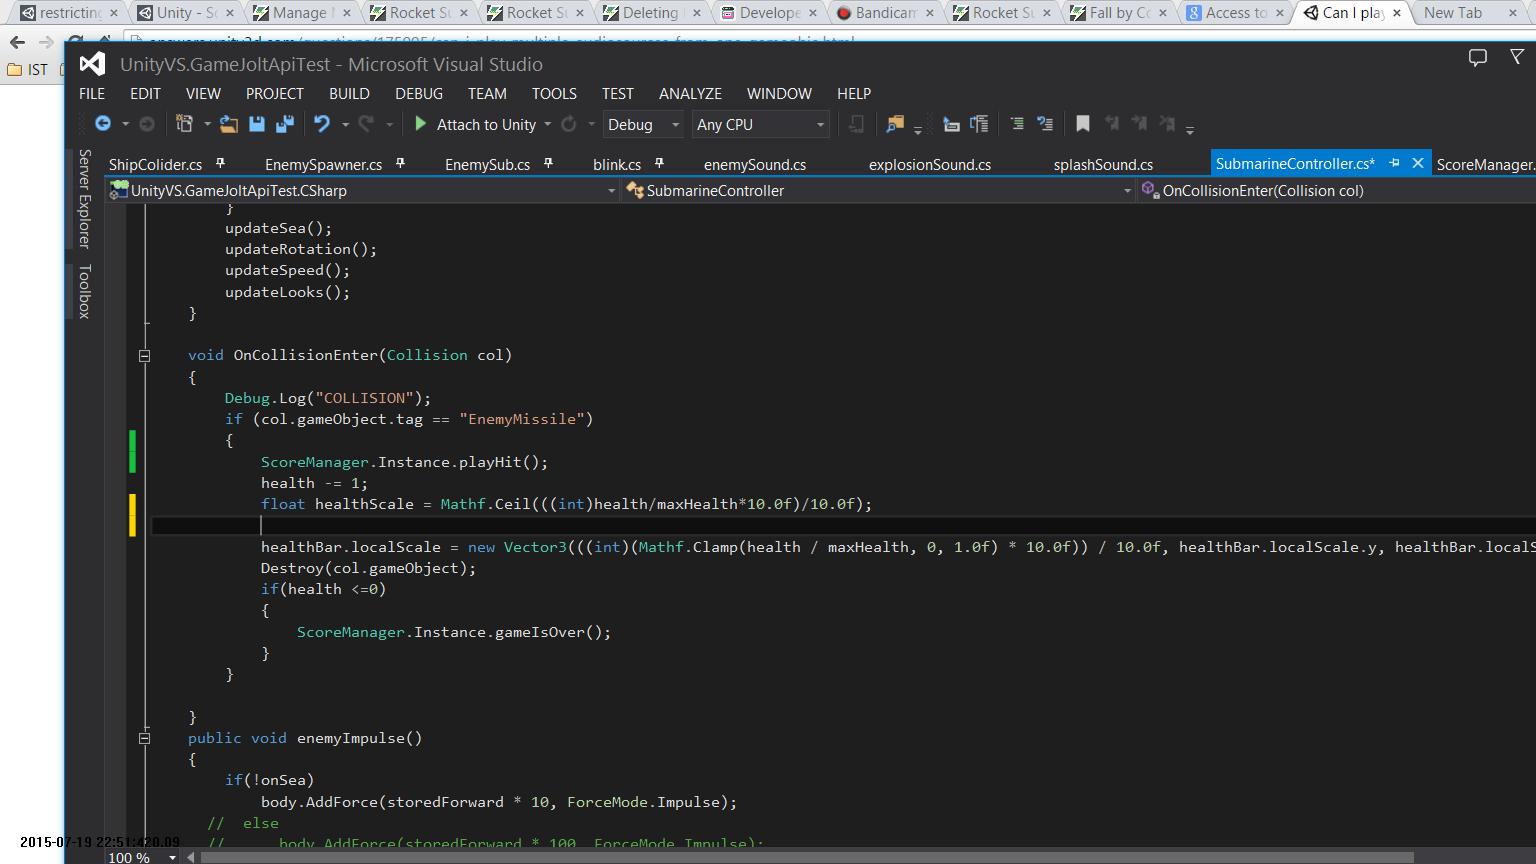 restricting Unity - Sc Manage Rocket Su Rocket Su Deleting Develope Bandicam Rocket Su Fall by Co Access to Can I play New Tab
IST
UnityVS.GameJoltApiTest - Microsoft Visual Studio
FILE EDIT VIEW PROJECT BUILD DEBUG TEAM TOOLS TEST ANALYZE WINDOW HELP
Attach to Unity Debug Any CPU
Server Explorer
Toolbox
ShipColider.cs EnemySpawner.cs EnemySub.cs blink.cs enemySound.cs explosionSound.cs splashSound.cs SubmarineController.cs* ScoreManager.
UnityVS.GameJoltApiTest.CSharp SubmarineController OnCollisionEnter(Collision col)
}
updateSea();
updateRotation();
updateSpeed();
updateLooks();
}
void OnCollisionEnter(Collision col)
{
Debug.Log("COLLISION");
if (col.gameObject.tag == "EnemyMissile")
{
ScoreManager.Instance.playHit();
health -= 1;
float healthScale = Mathf.Ceil(((int)health/maxHealth*10.0f)/10.0f);
healthBar.localScale = new Vector3(((int)(Mathf.Clamp(health / maxHealth, 0, 1.0f) * 10.0f)) / 10.0f, healthBar.localScale.y, healthBar.localS
Destroy(col.gameObject);
if(health <=0)
{
ScoreManager.Instance.gameIsOver();
}
}
}
public void enemyImpulse()
{
if(!onSea)
body.AddForce(storedForward * 10, ForceMode.Impulse);
// else
// body.AddForce(storedForward * 100, ForceMode.Impulse);
2015-07-19 22:51:420.09
100 %